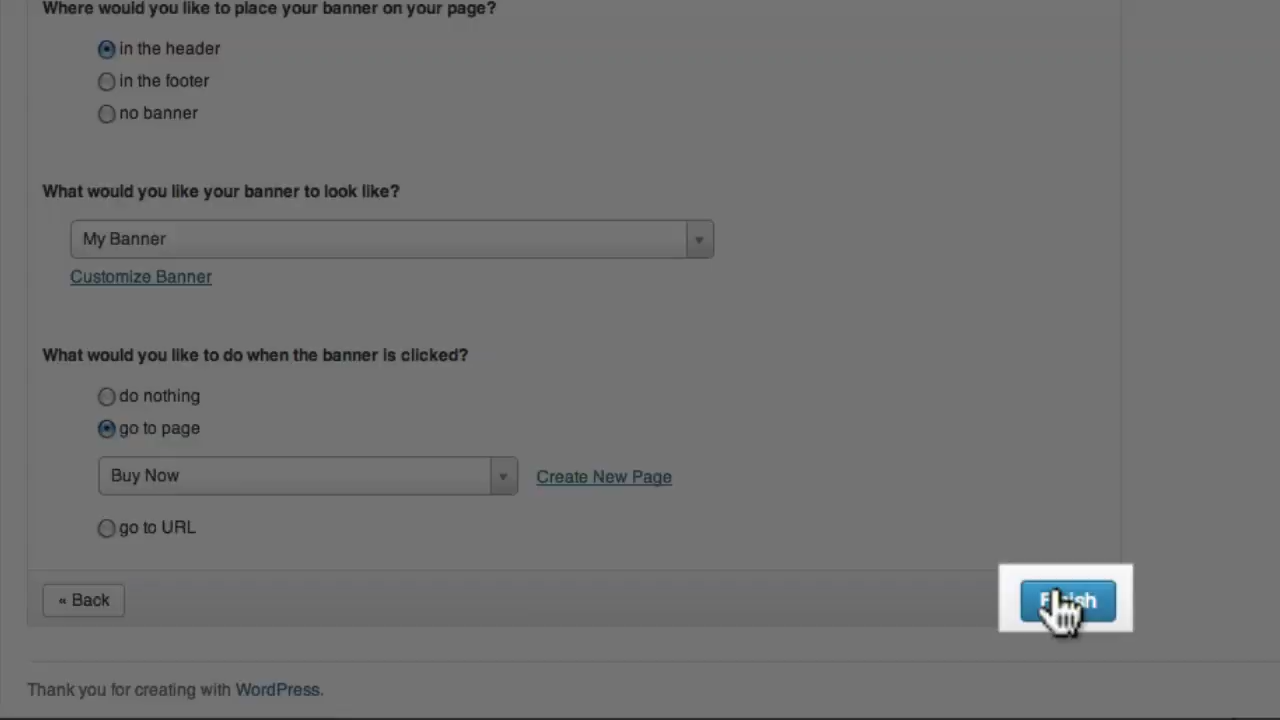 Where would you like to place your banner on your page?
in the header
in the footer
no banner
What would you like your banner to look like?
My Banner
Customize Banner
What would you like to do when the banner is clicked?
do nothing
go to page
Buy Now
Create New Page
go to URL
« Back
Finish
Thank you for creating with WordPress.